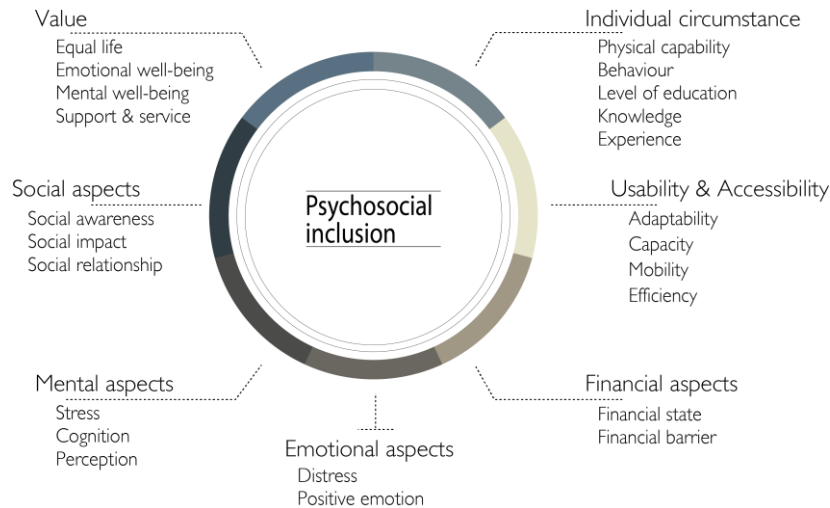 Value
Equal life
Emotional well-being
Mental well-being
Support & service
Individual circumstance
Physical capability
Behaviour
Level of education
Knowledge
Experience
Social aspects
Social awareness
Social impact
Social relationship
Psychosocial
inclusion
Usability & Accessibility
Adaptability
Capacity
Mobility
Efficiency
Mental aspects
Stress
Cognition
Perception
Emotional aspects
Distress
Positive emotion
Financial aspects
Financial state
Financial barrier